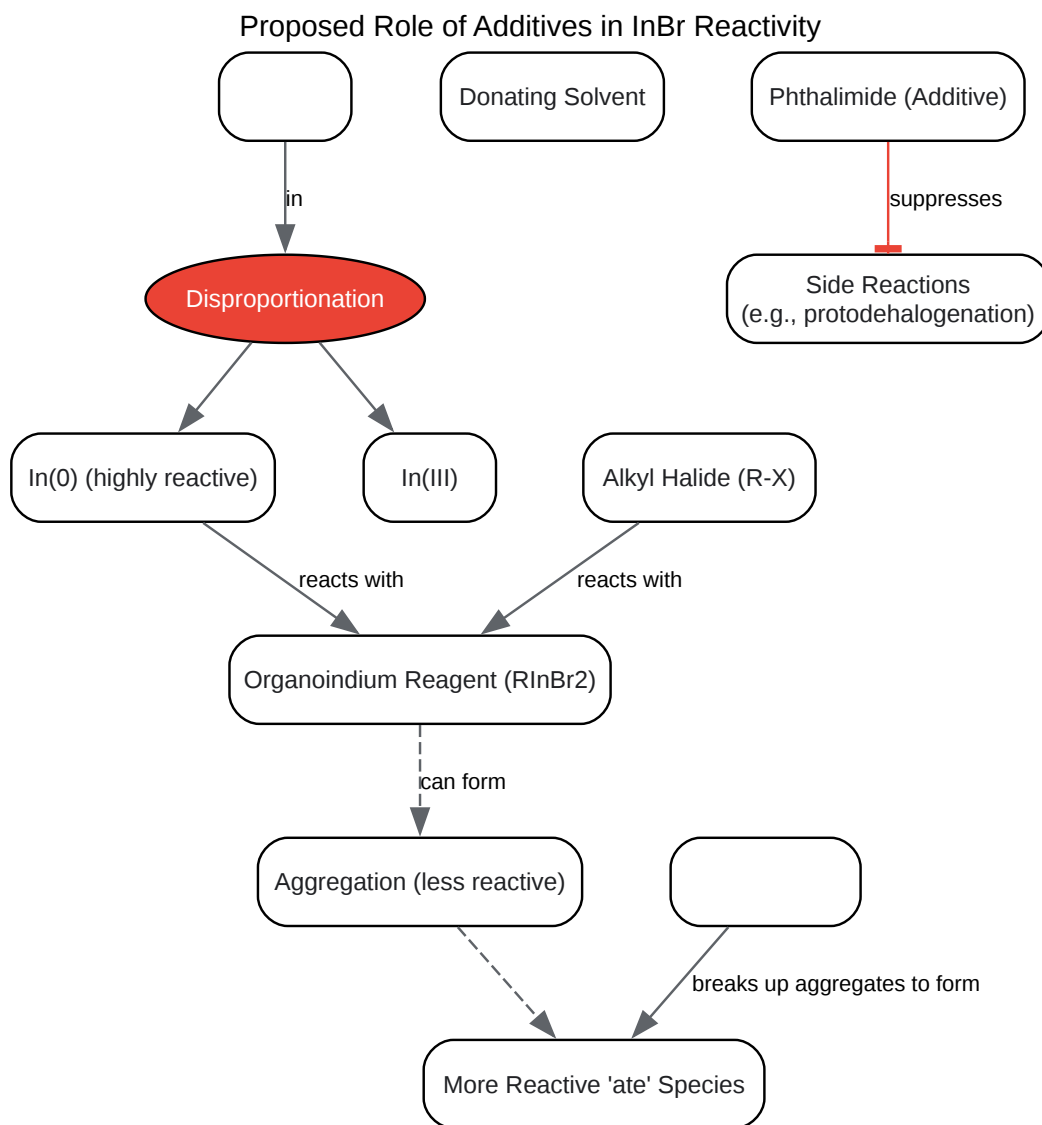 Proposed Role of Additives in InBr Reactivity
Donating Solvent
Phthalimide (Additive)
in
suppresses
Disproportionation
Side Reactions
(e.g., protodehalogenation)
In(0) (highly reactive)
In(III)
Alkyl Halide (R-X)
reacts with
reacts with
Organoindium Reagent (RInBr2)
can form
Aggregation (less reactive)
breaks up aggregates to form
More Reactive 'ate' Species